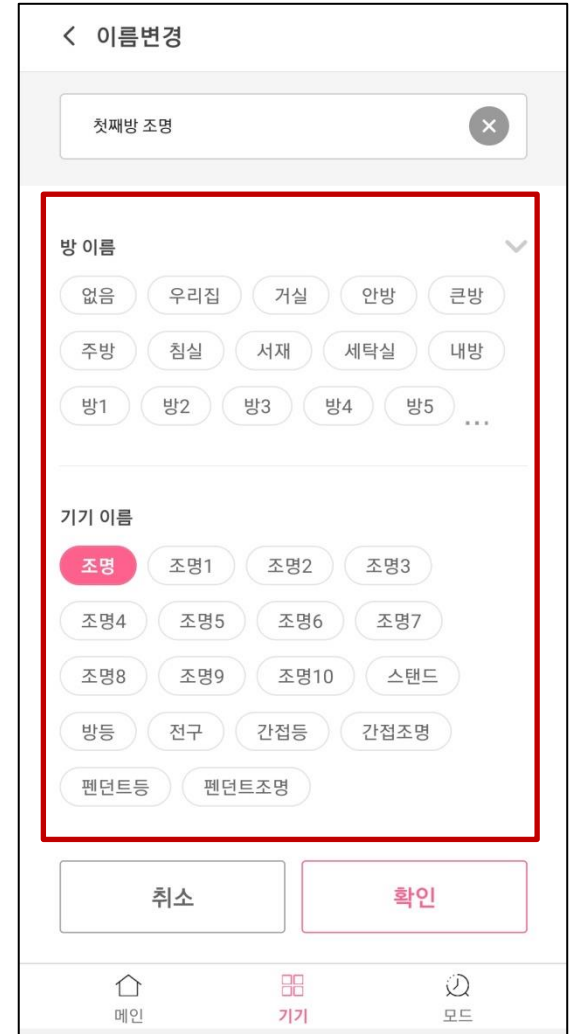 이름변경
첫째방 조명
방 이름
없음 우리집 거실 안방 큰방
주방 침실 서재 세탁실 내방
방1 방2 방3 방4 방5 ...
기기 이름
조명 조명1 조명2 조명3
조명4 조명5 조명6 조명7
조명8 조명9 조명10 스탠드
방등 전구 간접등 간접조명
펜던트등 펜던트조명
취소 확인
메인 기기 모드